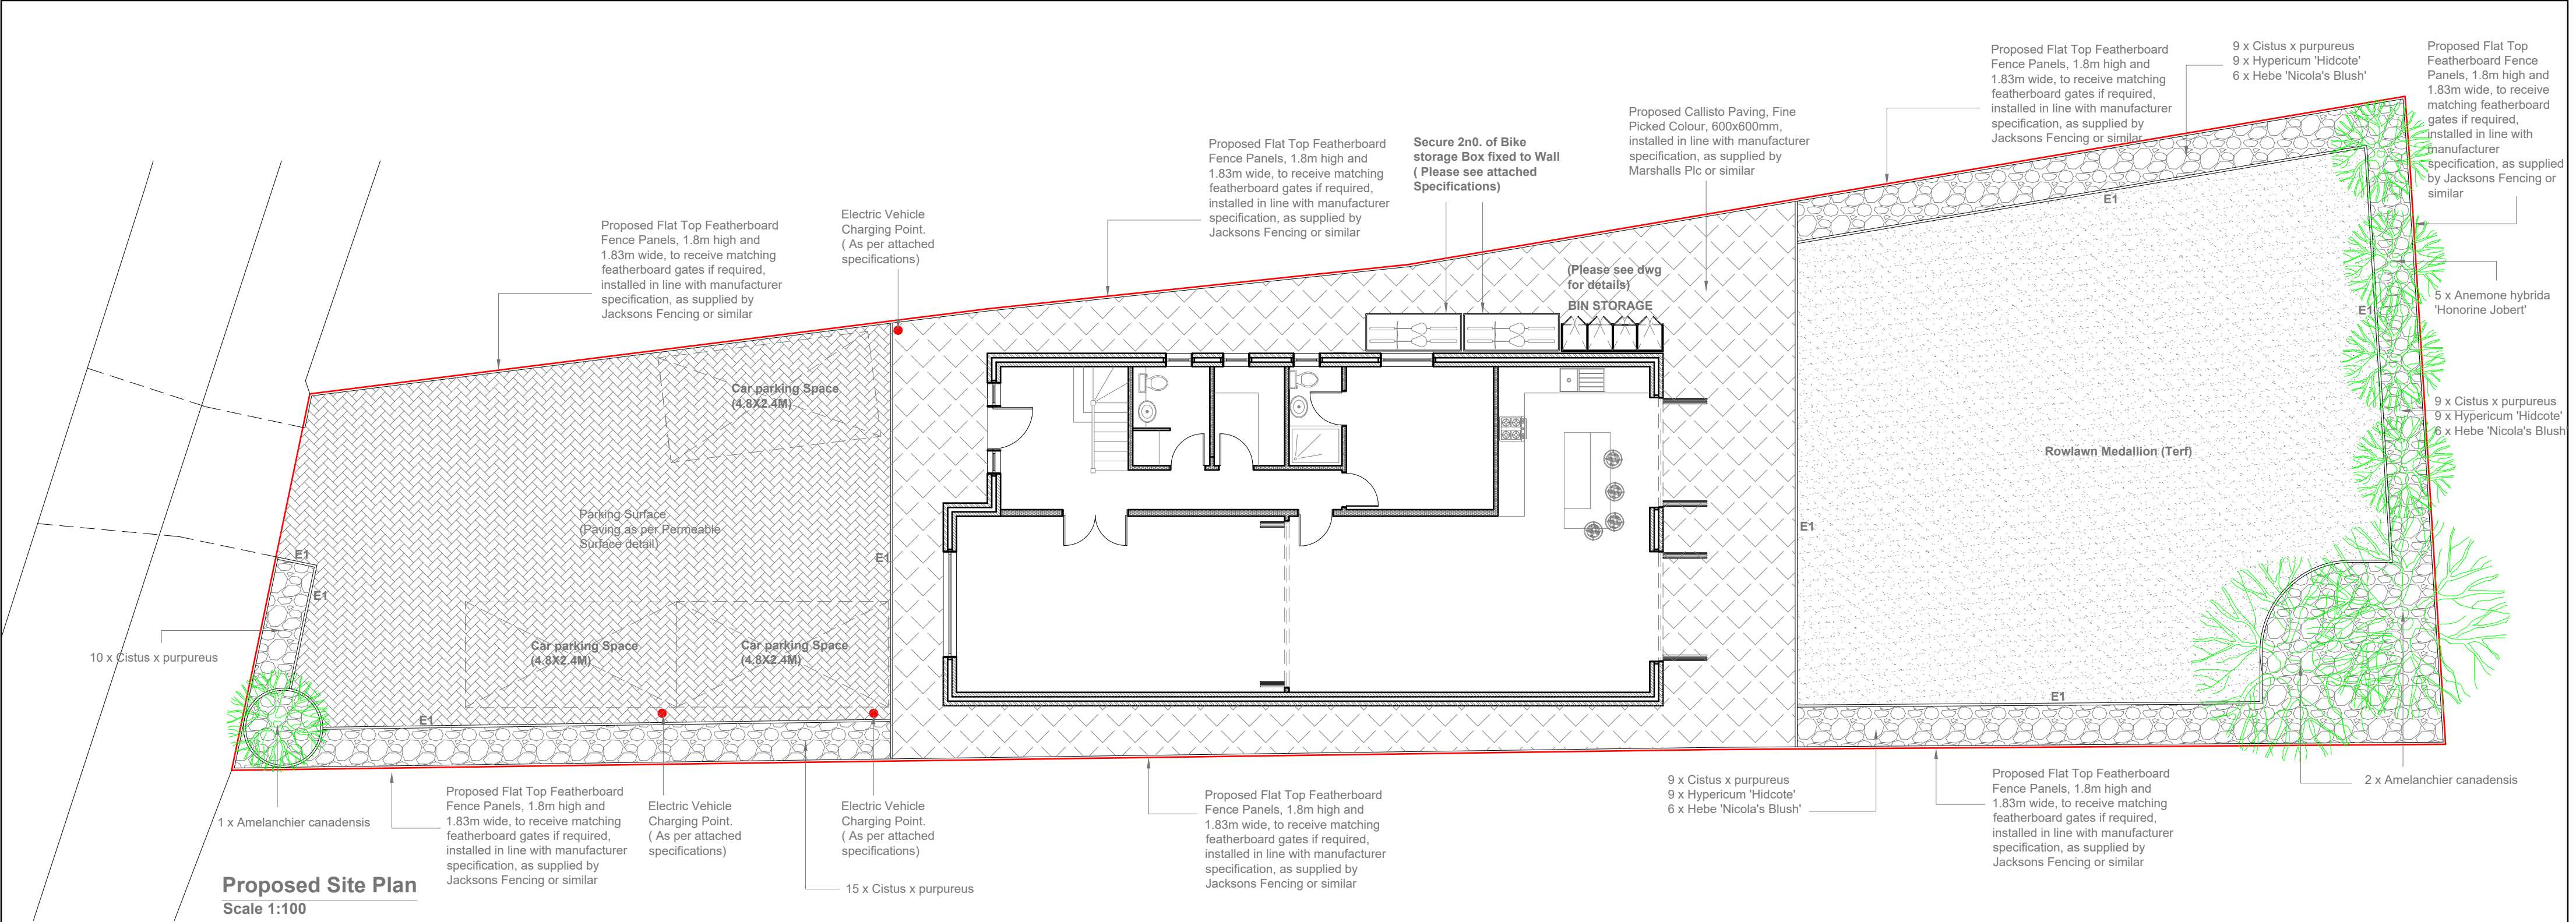 Proposed Flat Top Featherboard
Fence Panels, 1.8m high and
1.83m wide, to receive matching
featherboard gates if required,
installed in line with manufacturer
specification, as supplied by
Jacksons Fencing or similar
Electric Vehicle
Charging Point.
( As per attached
specifications)
Proposed Flat Top Featherboard
Fence Panels, 1.8m high and
1.83m wide, to receive matching
featherboard gates if required,
installed in line with manufacturer
specification, as supplied by
Jacksons Fencing or similar
Secure 2n0. of Bike
storage Box fixed to Wall
( Please see attached
Specifications)
Proposed Callisto Paving, Fine
Picked Colour, 600x600mm,
installed in line with manufacturer
specification, as supplied by
Marshalls Plc or similar
Proposed Flat Top Featherboard
Fence Panels, 1.8m high and
1.83m wide, to receive matching
featherboard gates if required,
installed in line with manufacturer
specification, as supplied by
Jacksons Fencing or similar
9 x Cistus x purpureus
9 x Hypericum 'Hidcote'
6 x Hebe 'Nicola's Blush'
Proposed Flat Top
Featherboard Fence
Panels, 1.8m high and
1.83m wide, to receive
matching featherboard
gates if required,
installed in line with
manufacturer
specification, as supplied
by Jacksons Fencing or
similar
(Please see dwg
for details)
BIN STORAGE
E1
E1
5 x Anemone hybrida
'Honorine Jobert'
9 x Cistus x purpureus
9 x Hypericum 'Hidcote'
6 x Hebe 'Nicola's Blush'
Rowlawn Medallion (Terf)
Car parking Space
(4.8X2.4M)
Parking Surface
(Paving as per Permeable
Surface detail)
E1
E1
E1
E1
Car parking Space
(4.8X2.4M)
Car parking Space
(4.8X2.4M)
10 x Cistus x purpureus
E1
E1
1 x Amelanchier canadensis
Proposed Flat Top Featherboard
Fence Panels, 1.8m high and
1.83m wide, to receive matching
featherboard gates if required,
installed in line with manufacturer
specification, as supplied by
Jacksons Fencing or similar
Electric Vehicle
Charging Point.
( As per attached
specifications)
Electric Vehicle
Charging Point.
( As per attached
specifications)
15 x Cistus x purpureus
Proposed Flat Top Featherboard
Fence Panels, 1.8m high and
1.83m wide, to receive matching
featherboard gates if required,
installed in line with manufacturer
specification, as supplied by
Jacksons Fencing or similar
9 x Cistus x purpureus
9 x Hypericum 'Hidcote'
6 x Hebe 'Nicola's Blush'
Proposed Flat Top Featherboard
Fence Panels, 1.8m high and
1.83m wide, to receive matching
featherboard gates if required,
installed in line with manufacturer
specification, as supplied by
Jacksons Fencing or similar
2 x Amelanchier canadensis
Proposed Site Plan
Scale 1:100